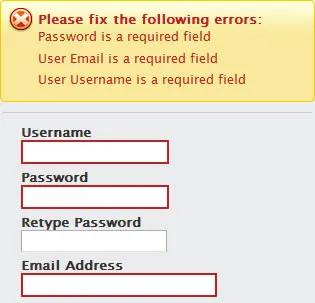 Please fix the following errors:
Password is a required field
User Email is a required field
User Username is a required field
Username
Password
Retype Password
Email Address